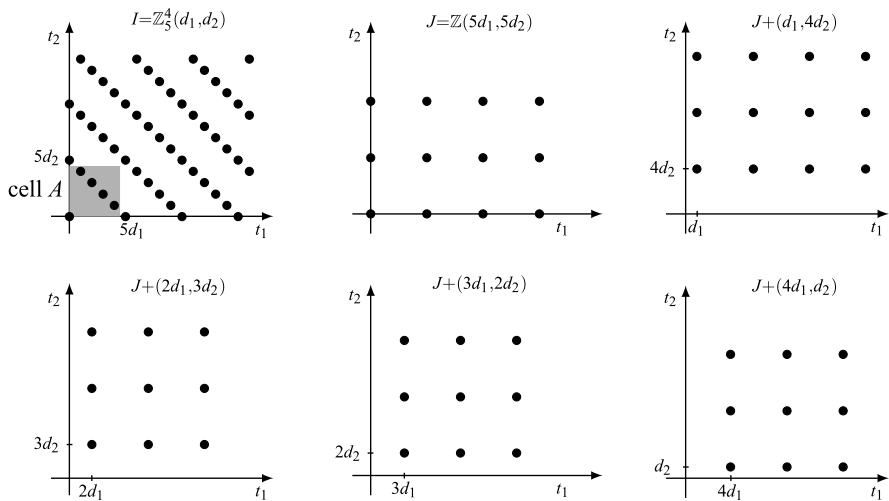 I=ℤ₅⁴(d₁,d₂)
t₂
5d₂
cell A
5d₁
t₁
J=ℤ(5d₁,5d₂)
t₂
t₁
J+(d₁,4d₂)
t₂
4d₂
d₁
t₁
J+(2d₁,3d₂)
t₂
3d₂
2d₁
t₁
J+(3d₁,2d₂)
t₂
2d₂
3d₁
t₁
J+(4d₁,d₂)
t₂
d₂
4d₁
t₁